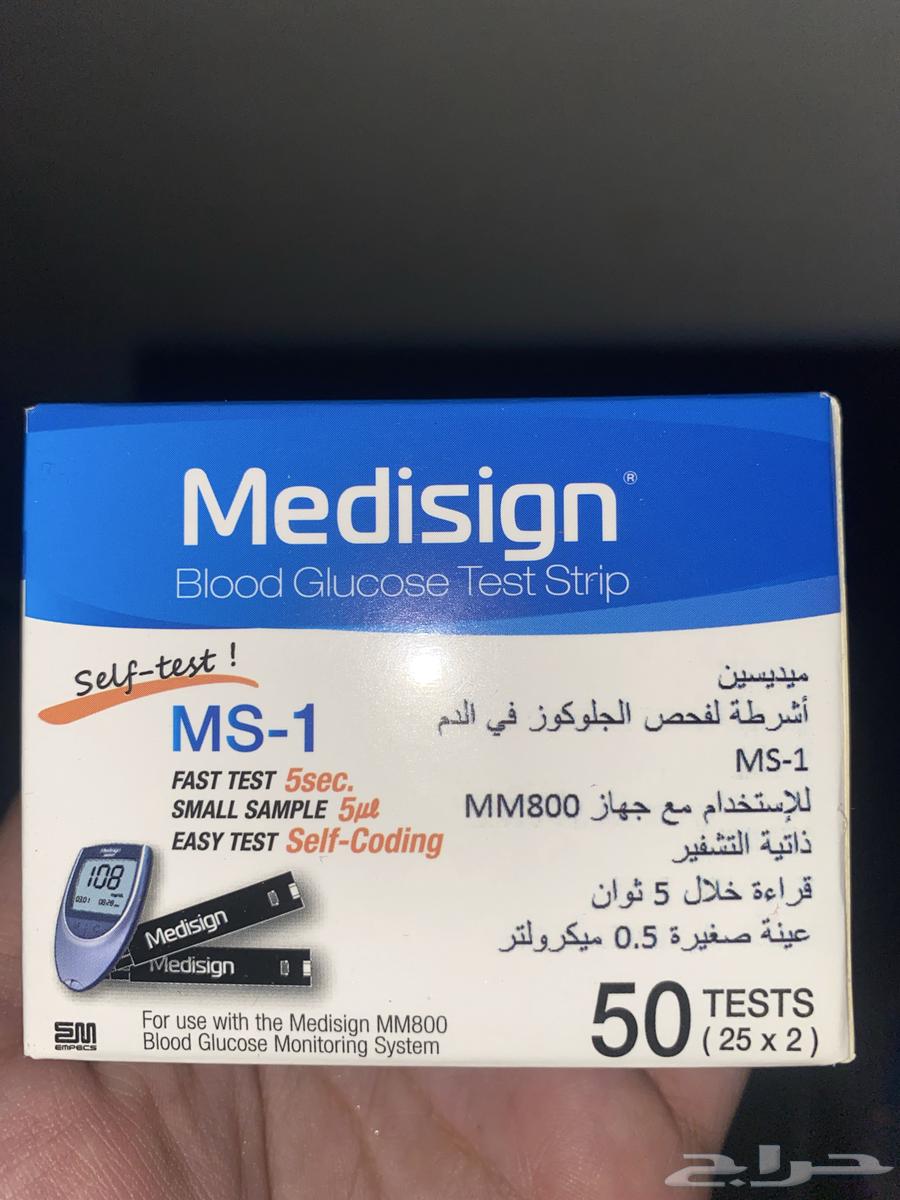 Medisign®
Blood Glucose Test Strip
Self-test !
MS-1
FAST TEST 5sec.
SMALL SAMPLE 5μl
EASY TEST Self-Coding
ميديسين
أشرطة لفحص الجلوكوز في الدم
MS-1
للإستخدام مع جهاز MM800
ذاتية التشفير
قراءة خلال 5 ثوان
عينة صغيرة 0.5 ميكرولتر
Medisign
108
Medisign
Medisign
EMPECS
For use with the Medisign MM800
Blood Glucose Monitoring System
50 TESTS
( 25 x 2 )
حراج